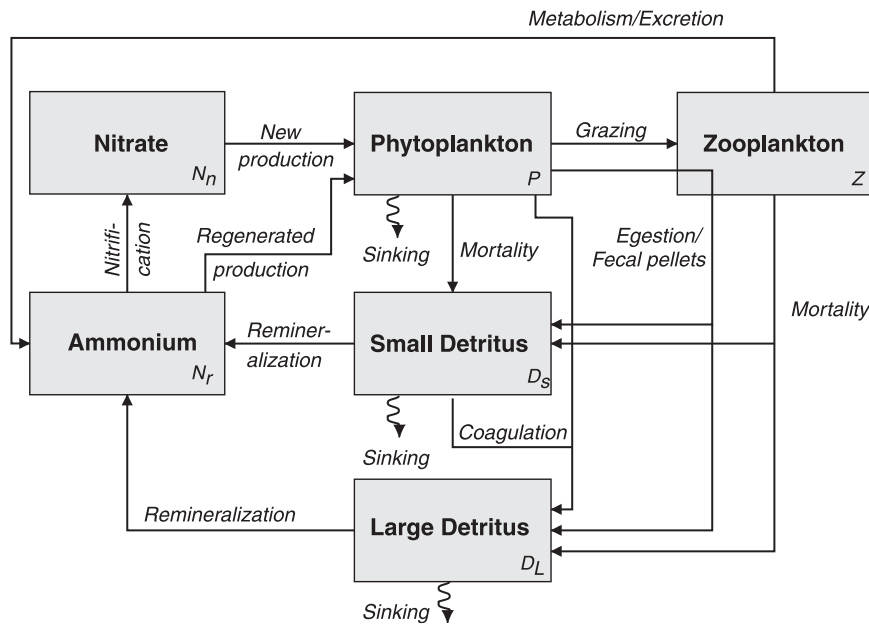 Metabolism/Excretion
Nitrate
N_n
New
production
Phytoplankton
P
Grazing
Zooplankton
Z
Nitrifi-
cation
Regenerated
production
Sinking
Mortality
Egestion/
Fecal pellets
Mortality
Ammonium
N_r
Reminer-
alization
Small Detritus
D_S
Sinking
Coagulation
Remineralization
Large Detritus
D_L
Sinking